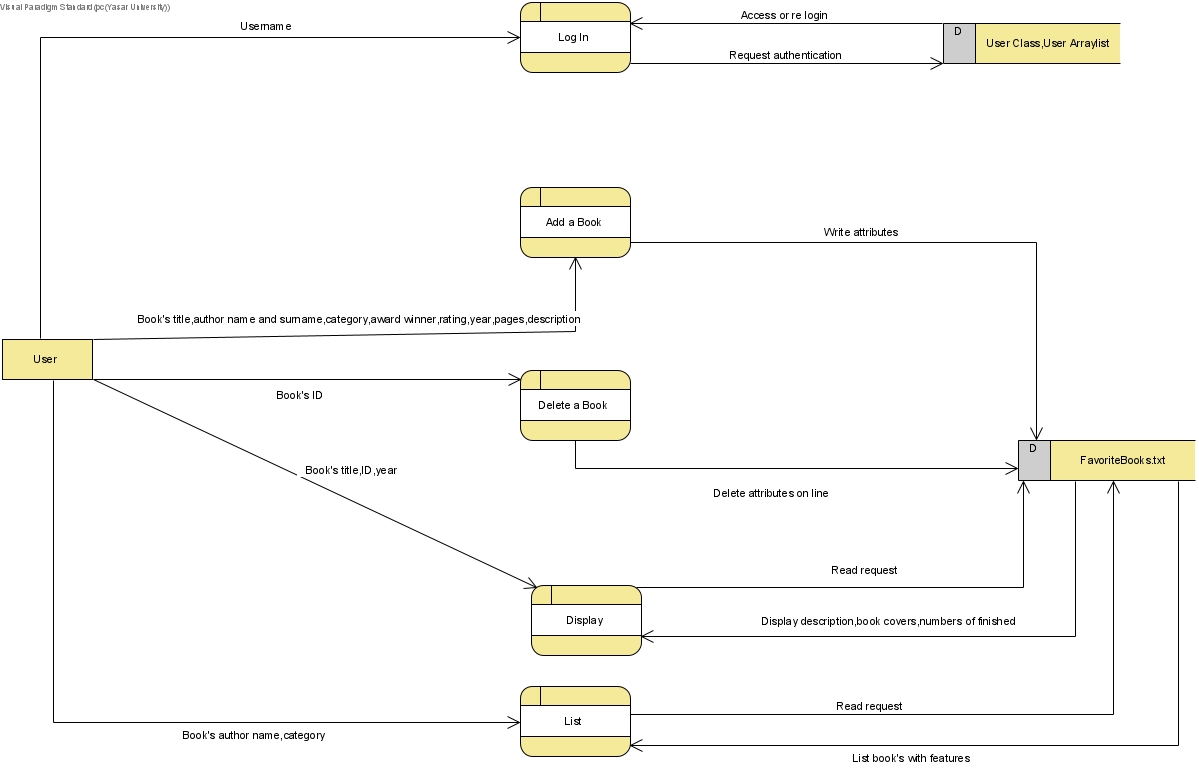 Visual Paradigm Standard(pc(Yasar University))
Username
Log In
Access or re login
D
User Class,User Arraylist
Request authentication
Add a Book
Write attributes
Book's title,author name and surname,category,award winner,rating,year,pages,description
User
Book's ID
Delete a Book
D
FavoriteBooks.txt
Book's title,ID,year
Delete attributes on line
Read request
Display
Display description,book covers,numbers of finished
List
Read request
Book's author name,category
List book's with features